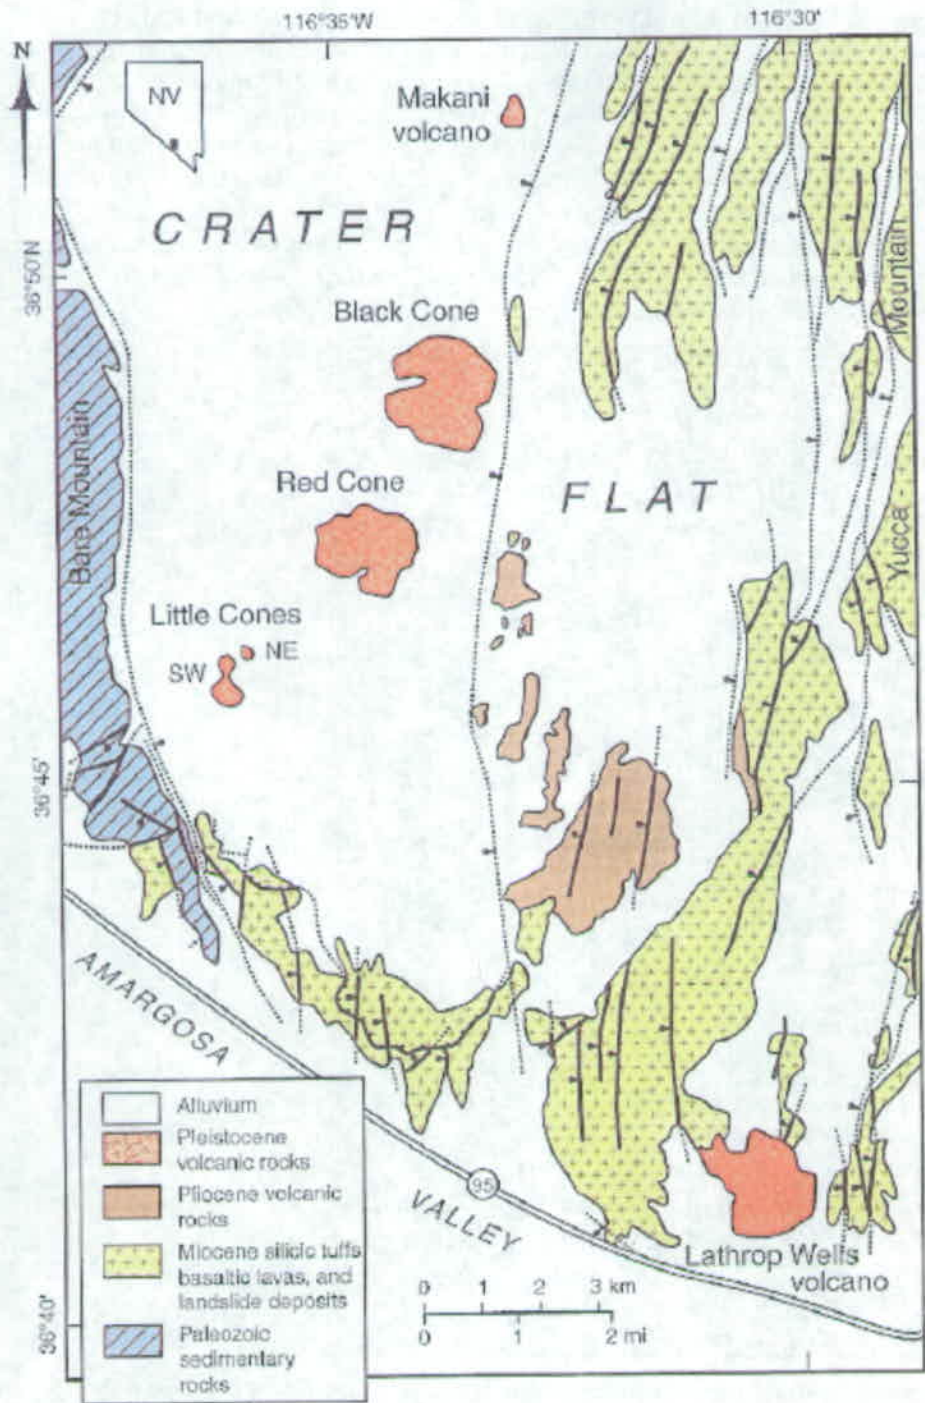 116°35'W
116°30'
N
NV
Makani
volcano
CRATER
36°50'N
Mountain
Black Cone
Bare Mountain
Red Cone
FLAT
Yucca
Little Cones
NE
SW
36°45'
AMARGOSA
Alluvium
Pleistocene
volcanic rocks
Pliocene volcanic
rocks
Miocene silicic tuffs
basaltic lavas, and
landslide deposits
Paleozoic
sedimentary
rocks
95
VALLEY
Lathrop Wells
volcano
0 1 2 3 km
0 1 2 mi
36°40'